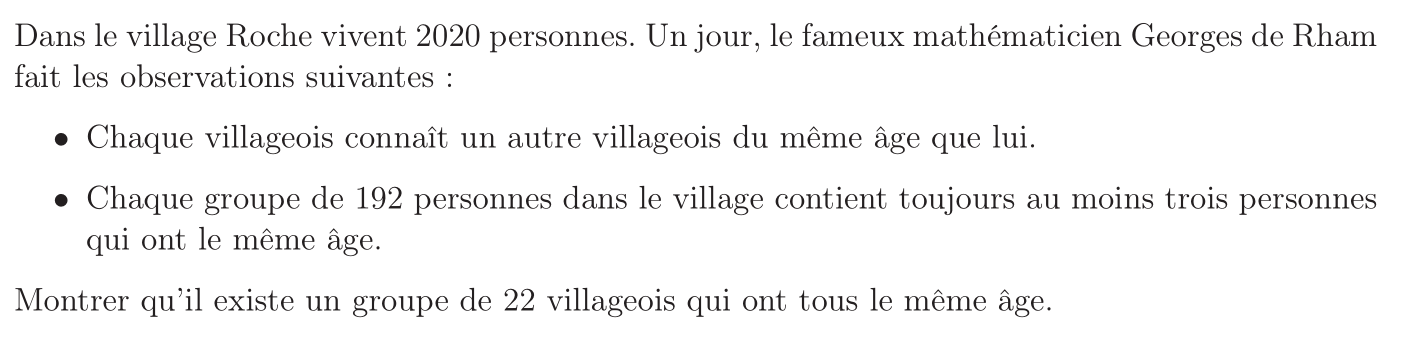 Dans le village Roche vivent 2020 personnes. Un jour, le fameux mathématicien Georges de Rham
fait les observations suivantes :
• Chaque villageois connaît un autre villageois du même âge que lui.
• Chaque groupe de 192 personnes dans le village contient toujours au moins trois personnes
qui ont le même âge.
Montrer qu'il existe un groupe de 22 villageois qui ont tous le même âge.